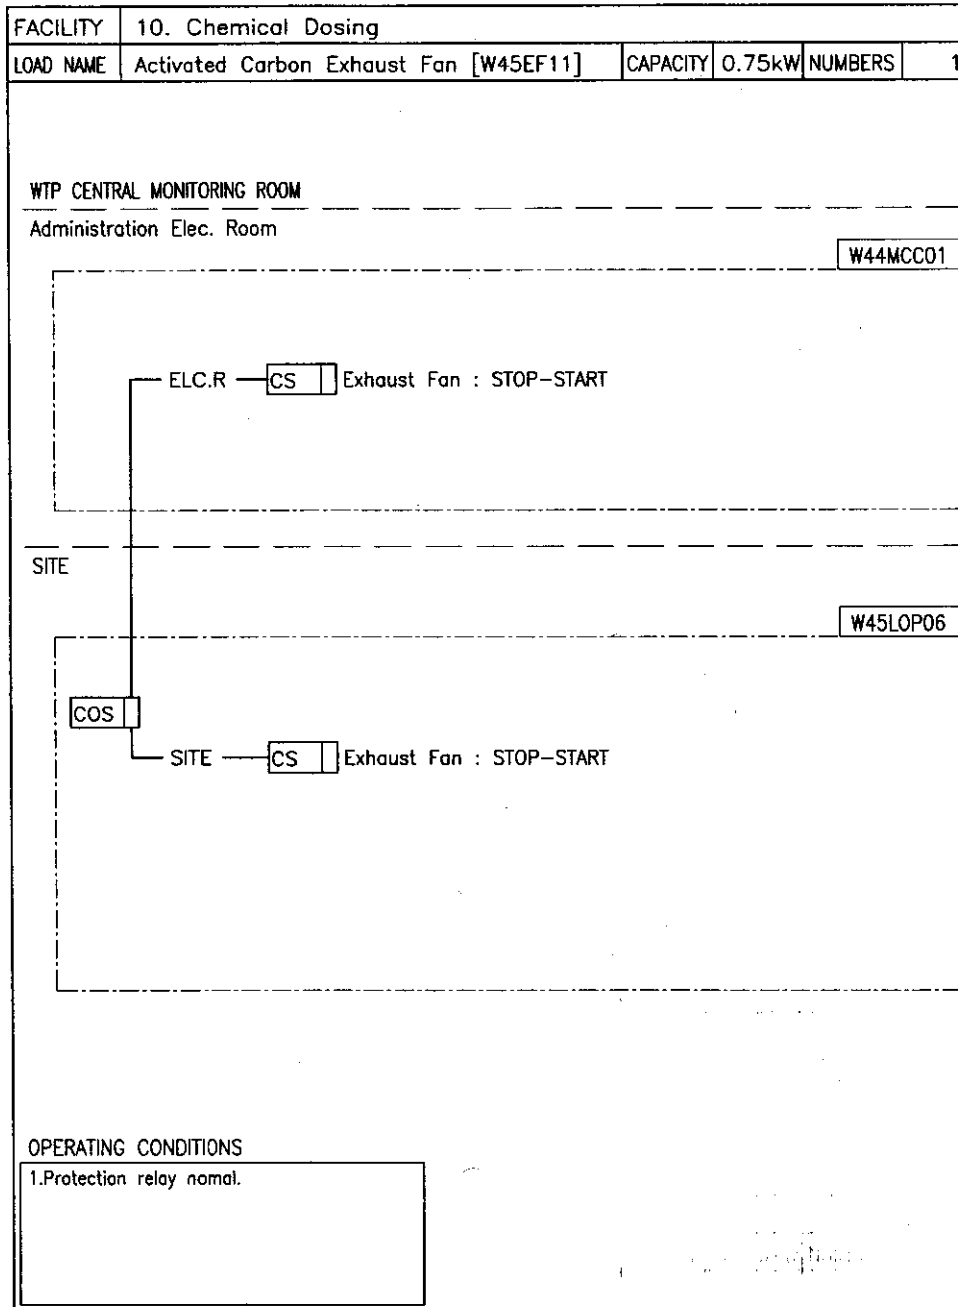 FACILITY 10. Chemical Dosing
LOAD NAME Activated Carbon Exhaust Fan [W45EF11] CAPACITY 0.75kW NUMBERS 1
WTP CENTRAL MONITORING ROOM
Administration Elec. Room
W44MCC01
ELC.R CS Exhaust Fan : STOP-START
SITE
W45LOP06
COS
SITE CS Exhaust Fan : STOP-START
OPERATING CONDITIONS
1.Protection relay nomal.